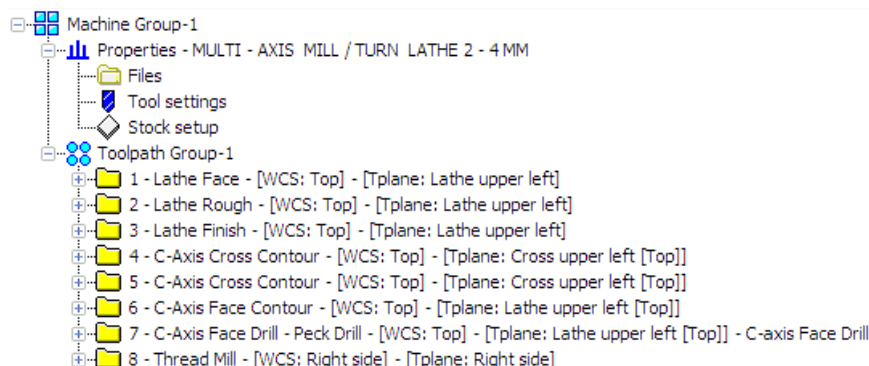 Machine Group-1
Properties - MULTI - AXIS MILL / TURN LATHE 2 - 4 MM
Files
Tool settings
Stock setup
Toolpath Group-1
1 - Lathe Face - [WCS: Top] - [Tplane: Lathe upper left]
2 - Lathe Rough - [WCS: Top] - [Tplane: Lathe upper left]
3 - Lathe Finish - [WCS: Top] - [Tplane: Lathe upper left]
4 - C-Axis Cross Contour - [WCS: Top] - [Tplane: Cross upper left [Top]]
5 - C-Axis Cross Contour - [WCS: Top] - [Tplane: Cross upper left [Top]]
6 - C-Axis Face Contour - [WCS: Top] - [Tplane: Lathe upper left [Top]]
7 - C-Axis Face Drill - Peck Drill - [WCS: Top] - [Tplane: Lathe upper left [Top]] - C-axis Face Drill
8 - Thread Mill - [WCS: Right side] - [Tplane: Right side]